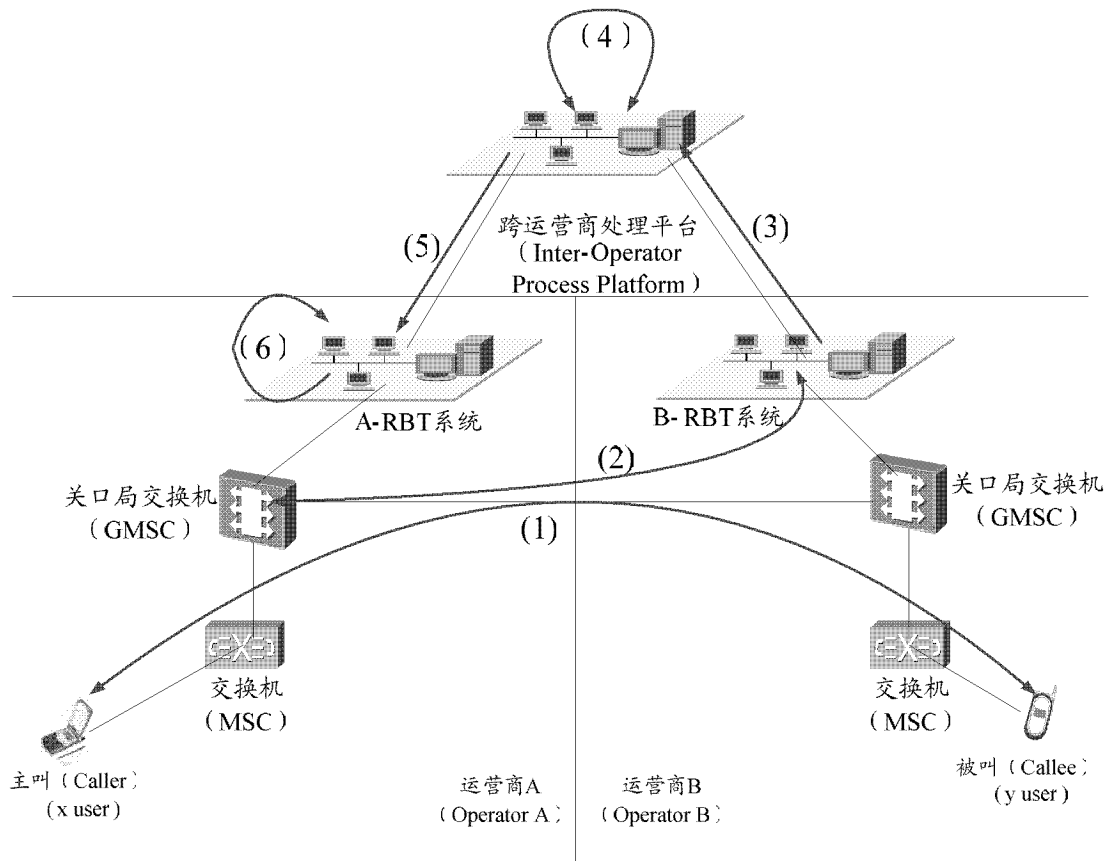 (4)
跨运营商处理平台
(Inter-Operator
Process Platform)
(5)
(3)
(6)
A-RBT系统
B- RBT系统
(2)
关口局交换机
(GMSC)
关口局交换机
(GMSC)
(1)
交换机
(MSC)
交换机
(MSC)
主叫(Caller)
(x user)
运营商A
(Operator A)
运营商B
(Operator B)
被叫(Callee)
(y user)